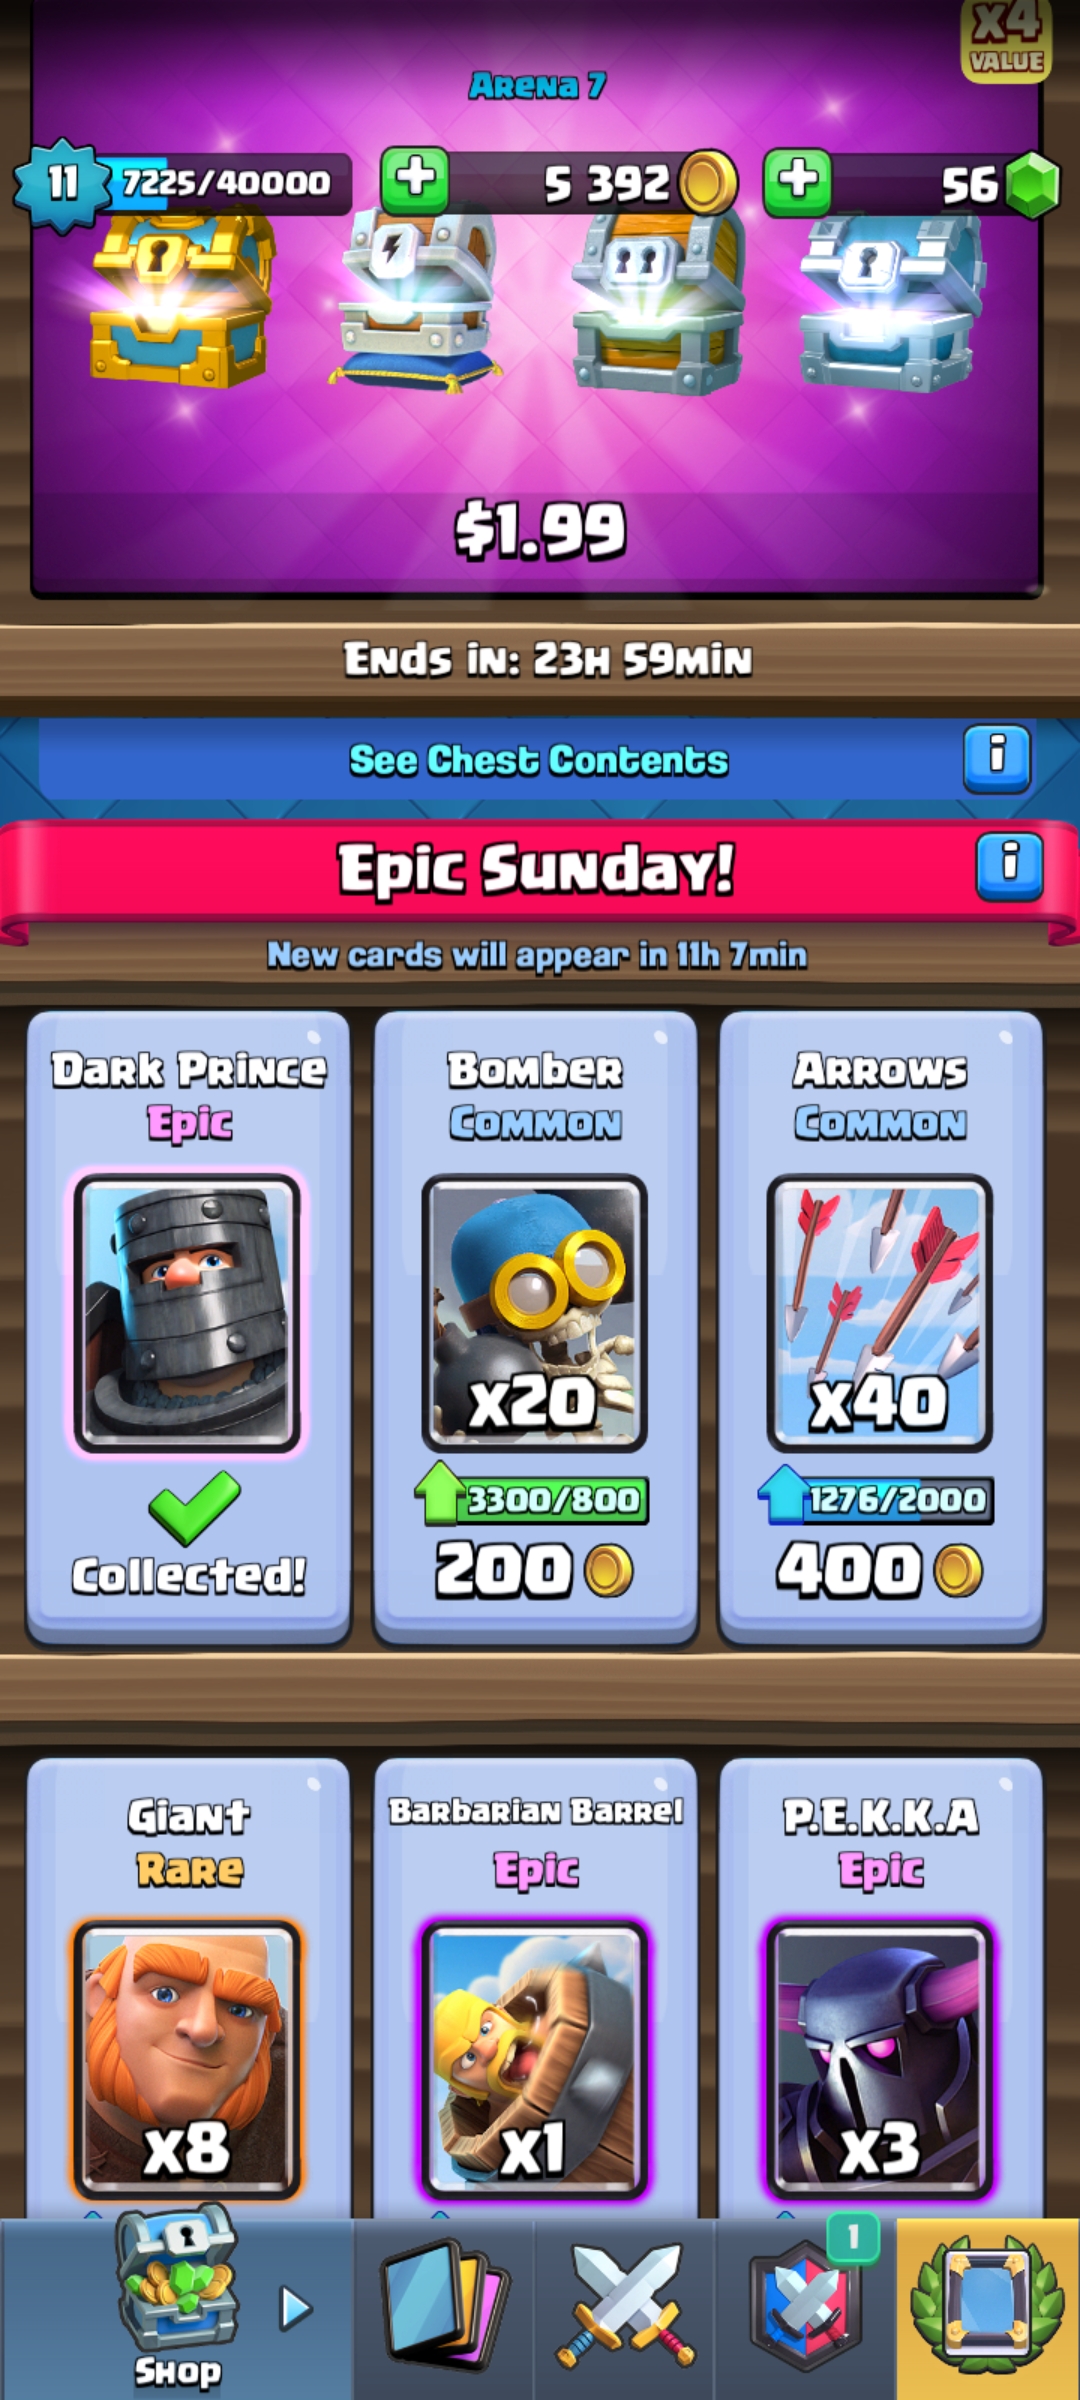 x4
VALUE
Arena 7
11
7225/40000
5 392
56
$1.99
Ends in: 23h 59min
See Chest Contents
Epic Sunday!
New cards will appear in 11h 7min
Dark Prince
Epic
Collected!
Bomber
Common
x20
3300/800
200
Arrows
Common
x40
1276/2000
400
Giant
Rare
x8
Barbarian Barrel
Epic
x1
P.E.K.K.A
Epic
x3
1
Shop